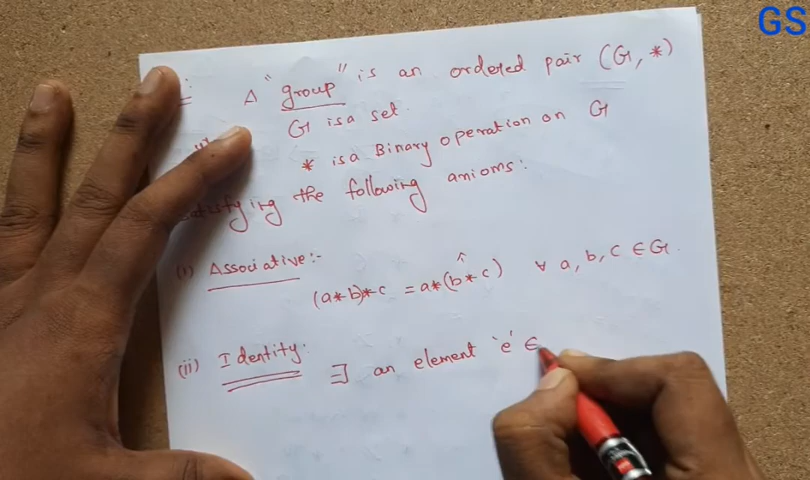 GS
A "group" is an ordered pair (G, *)
G is a set.
* is a Binary operation on G
satisfying the following anioms:
(i) Associative:-
(a*b)*c = a*(b*c) ∀ a, b, c ∈ G.
(ii) Identity:
∃ an element 'e' ∈